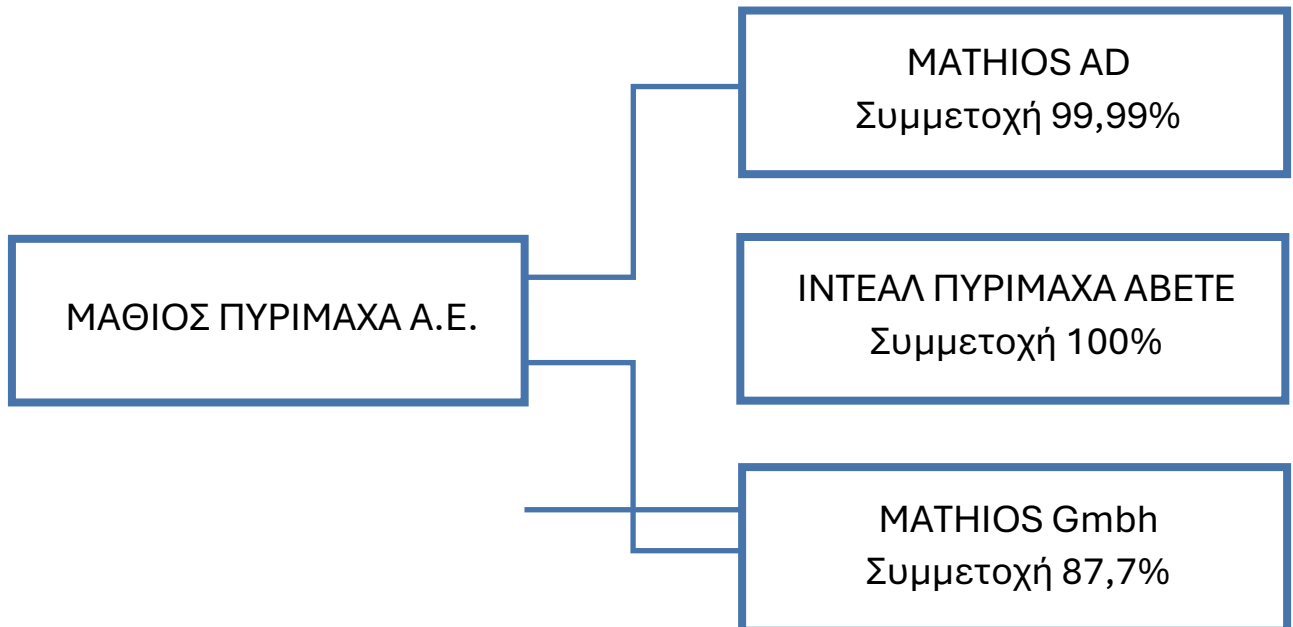 MATHIOS AD
Συμμετοχή 99,99%
ΜΑΘΙΟΣ ΠΥΡΙΜΑΧΑ Α.Ε.
ΙΝΤΕΑΛ ΠΥΡΙΜΑΧΑ ΑΒΕΤΕ
Συμμετοχή 100%
MATHIOS Gmbh
Συμμετοχή 87,7%